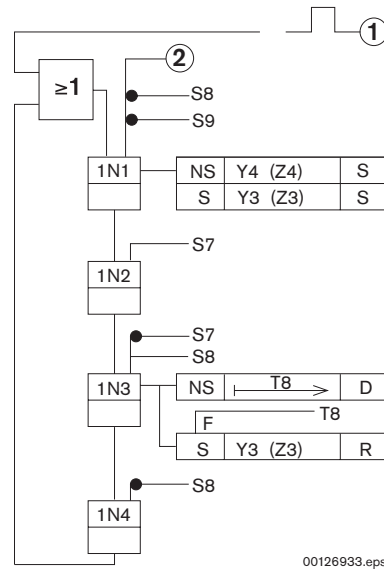 1
2
≥1
S8
S9
1N1 NS Y4 (Z4) S
S Y3 (Z3) S
S7
1N2
S7
S8
1N3 NS T8 D
T8
F
S Y3 (Z3) R
S8
1N4
00126933.eps